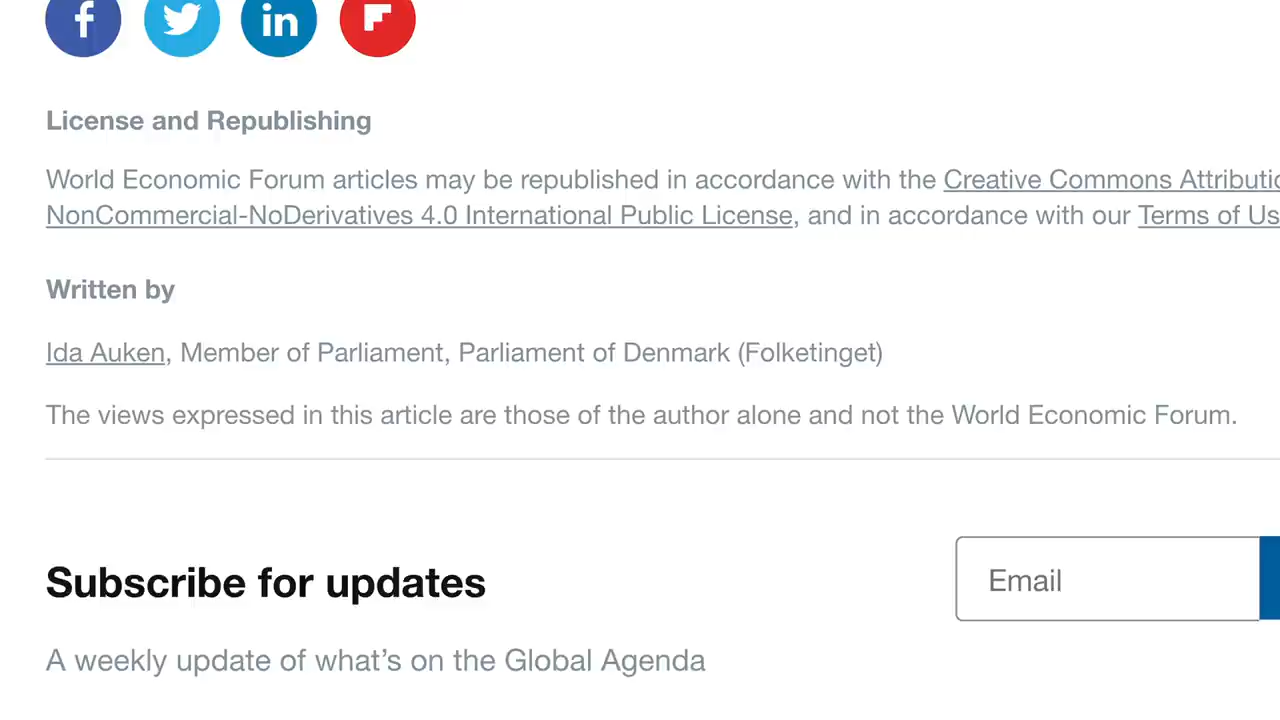 License and Republishing
World Economic Forum articles may be republished in accordance with the Creative Commons
NonCommercial-NoDerivatives 4.0 International Public License, and in accordance with our Terms of
Written by
Ida Auken, Member of Parliament, Parliament of Denmark (Folketinget)
The views expressed in this article are those of the author alone and not the World Economic Forum.
Subscribe for updates
Email
A weekly update of what's on the Global Agenda